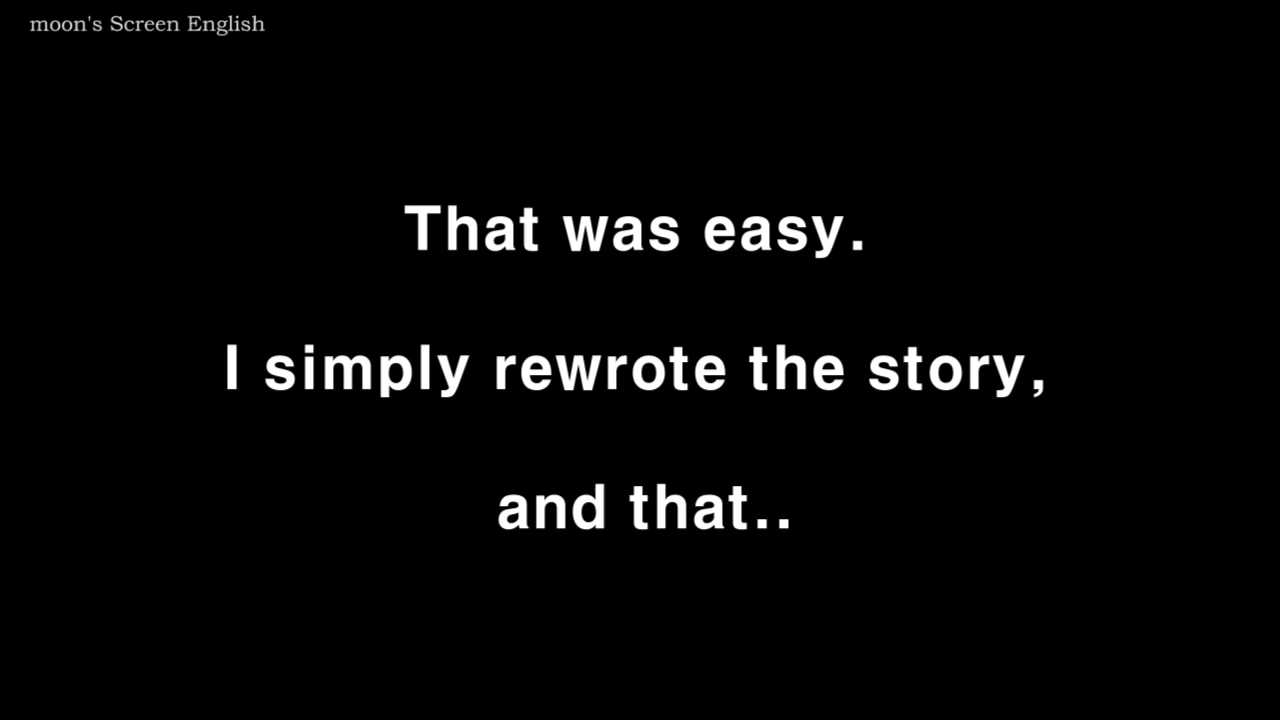 moon's Screen English
That was easy.
I simply rewrote the story,
and that..